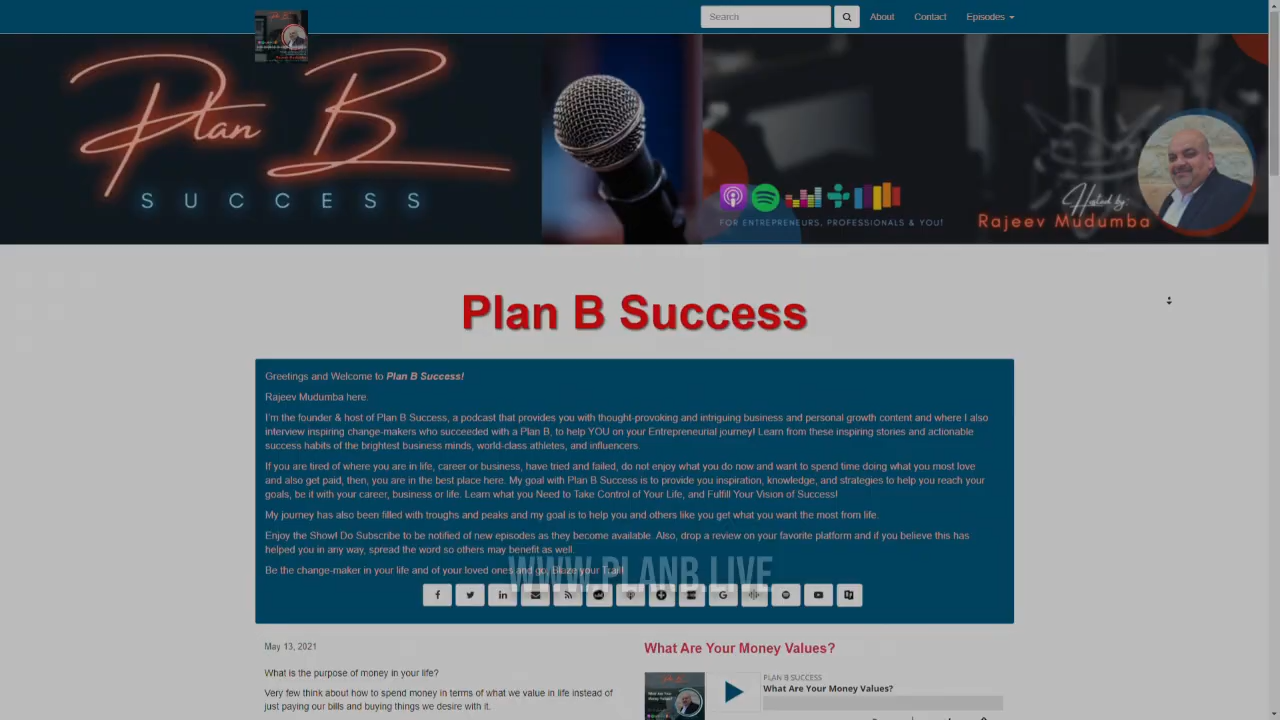 Search
About
Contact
Episodes
Plan B
SUCCESS
FOR ENTREPRENEURS, PROFESSIONALS & YOU!
Hosted by:
Rajeev Mudumba
Plan B Success
Greetings and Welcome to Plan B Success!
Rajeev Mudumba here.
I'm the founder & host of Plan B Success, a podcast that provides you with thought-provoking and intriguing business and personal growth content and where I also
interview inspiring change-makers who succeeded with a Plan B, to help YOU on your Entrepreneurial journey! Learn from these inspiring stories and actionable
success habits of the brightest business minds, world-class athletes, and influencers.
If you are tired of where you are in life, career or business, have tried and failed, do not enjoy what you do now and want to spend time doing what you most love
and also get paid, then, you are in the best place here. My goal with Plan B Success is to provide you inspiration, knowledge, and strategies to help you reach your
goals, be it with your career, business or life. Learn what you Need to Take Control of Your Life, and Fulfill Your Vision of Success!
My journey has also been filled with troughs and peaks and my goal is to help you and others like you get what you want the most from life.
Enjoy the Show! Do Subscribe to be notified of new episodes as they become available. Also, drop a review on your favorite platform and if you believe this has
helped you in any way, spread the word so others may benefit as well.
Be the change-maker in your life and of your loved ones and go, Blaze your Trail!
WWW.PLANB.LIVE
May 13, 2021
What is the purpose of money in your life?
Very few think about how to spend money in terms of what we value in life instead of
just paying our bills and buying things we desire with it.
What Are Your Money Values?
PLAN B SUCCESS
What Are Your Money Values?